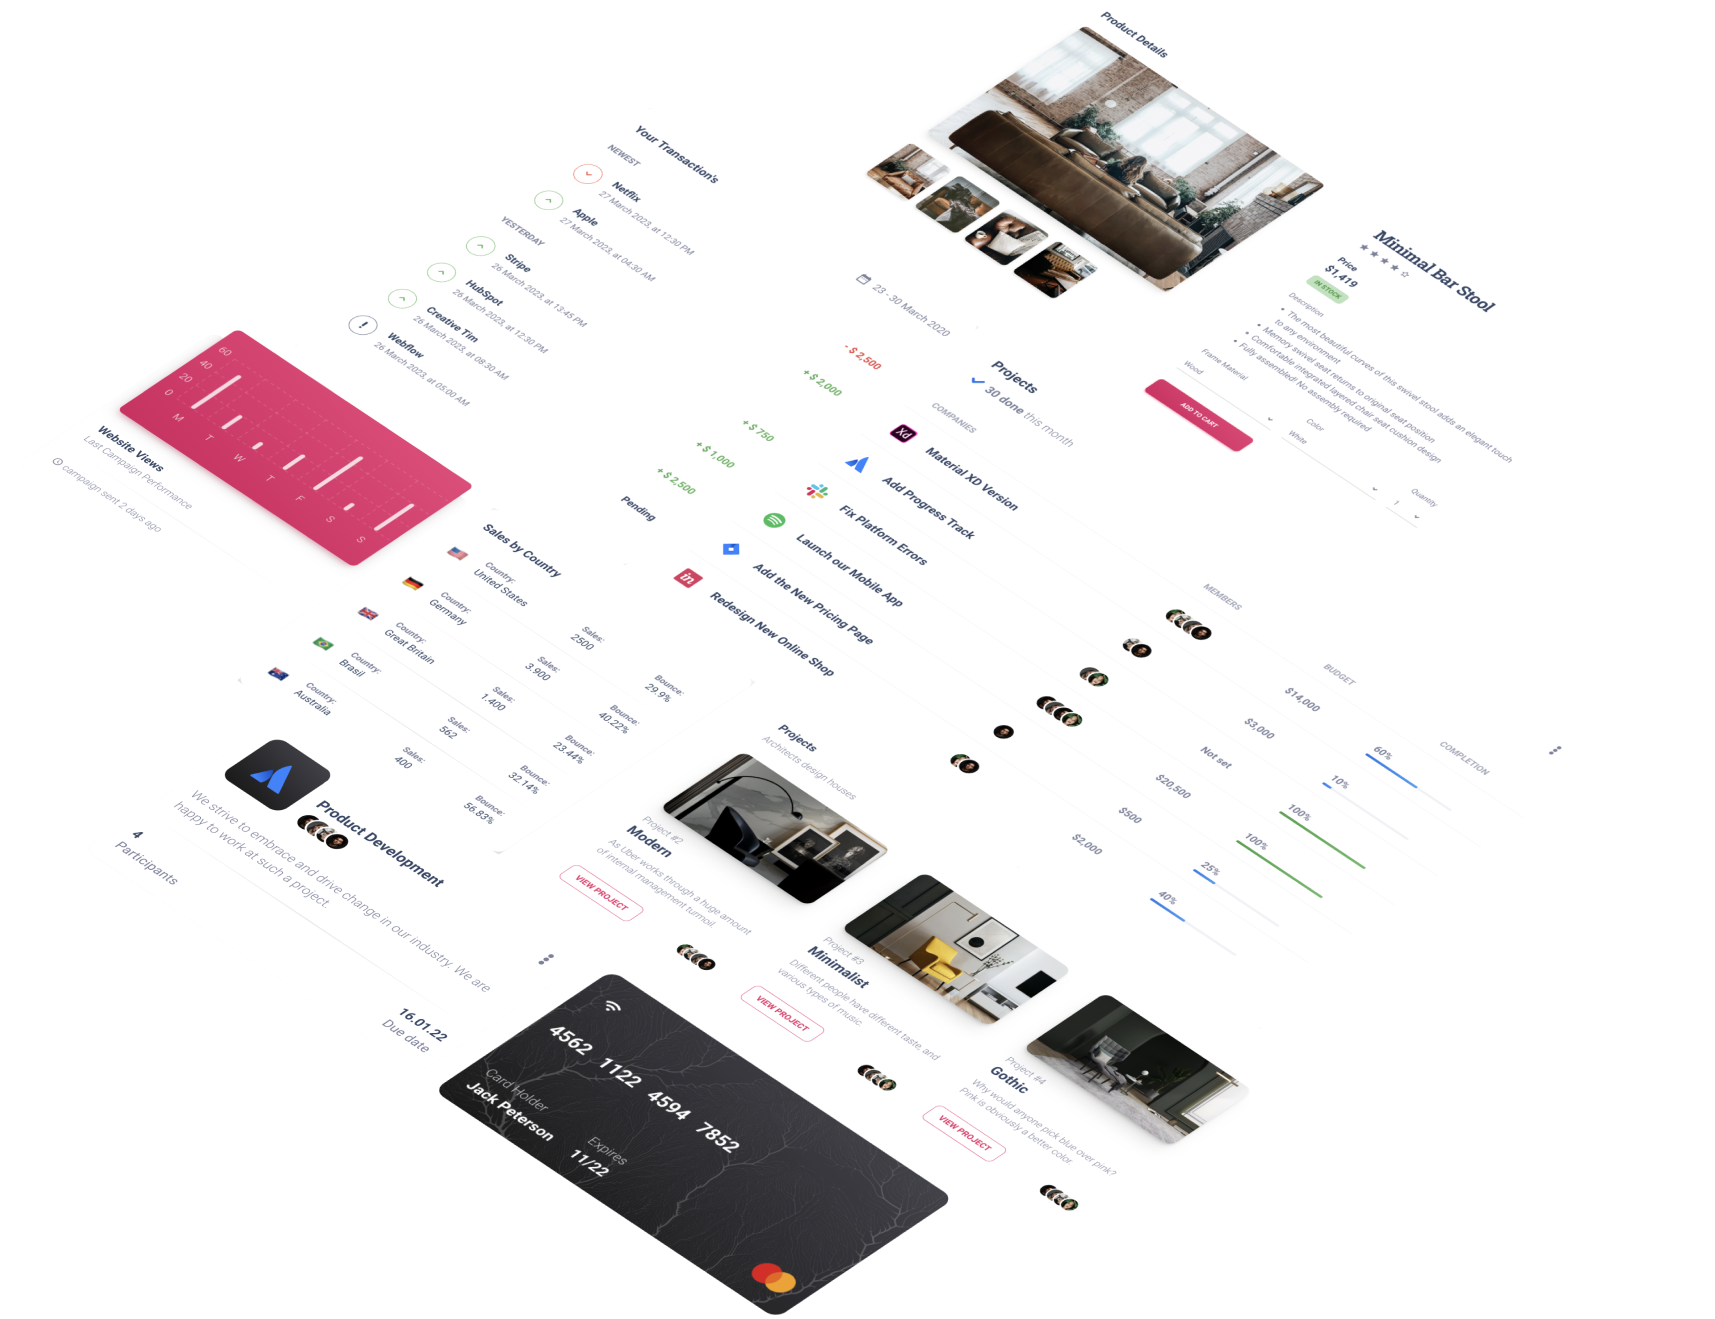 Product Details
Minimal Bar Stool
Price
$1,419
IN STOCK
Description
The most beautiful curves of this swivel stool adds an elegant touch
to any environment
Memory swivel seat returns to original seat position
Comfortable integrated layered chair seat cushion design
Fully assembled! No assembly required
Frame Material
Wood
Color
White
Quantity
1
ADD TO CART
Your Transaction's
23 - 30 March 2020
NEWEST
Netflix
27 March 2023, at 12:30 PM
- $ 2,500
Apple
27 March 2023, at 04:30 AM
+ $ 2,000
YESTERDAY
Stripe
26 March 2023, at 13:45 PM
+ $ 750
HubSpot
26 March 2023, at 12:30 PM
+ $ 1,000
Creative Tim
26 March 2023, at 08:30 AM
+ $ 2,500
Webflow
26 March 2023, at 05:00 AM
Pending
60
40
20
0
M
T
W
T
F
S
S
Website Views
Last Campaign Performance
campaign sent 2 days ago
Projects
30 done this month
COMPANIES
MEMBERS
BUDGET
COMPLETION
Xd
Material XD Version
$14,000
60%
Add Progress Track
$3,000
10%
Fix Platform Errors
Not set
100%
Launch our Mobile App
$20,500
100%
Add the New Pricing Page
$500
25%
in
Redesign New Online Shop
$2,000
40%
Sales by Country
Country:
United States
Sales:
2500
Bounce:
29.9%
Country:
Germany
Sales:
3.900
Bounce:
40.22%
Country:
Great Britain
Sales:
1.400
Bounce:
23.44%
Country:
Brasil
Sales:
562
Bounce:
32.14%
Country:
Australia
Sales:
400
Bounce:
56.83%
Product Development
We strive to embrace and drive change in our industry. We are
happy to work at such a project.
4
Participants
16.01.22
Due date
Projects
Architects design houses
Project #2
Modern
As Uber works through a huge amount
of internal management turmoil.
VIEW PROJECT
Project #3
Minimalist
Different people have different taste, and
various types of music.
VIEW PROJECT
Project #4
Gothic
Why would anyone pick blue over pink?
Pink is obviously a better color.
VIEW PROJECT
4562 1122 4594 7852
Card Holder
Jack Peterson
Expires
11/22